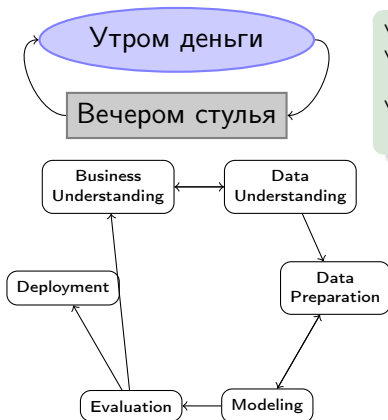 Утром деньги
Вечером стулья
Business
Understanding
Data
Understanding
Data
Preparation
Deployment
Evaluation
Modeling